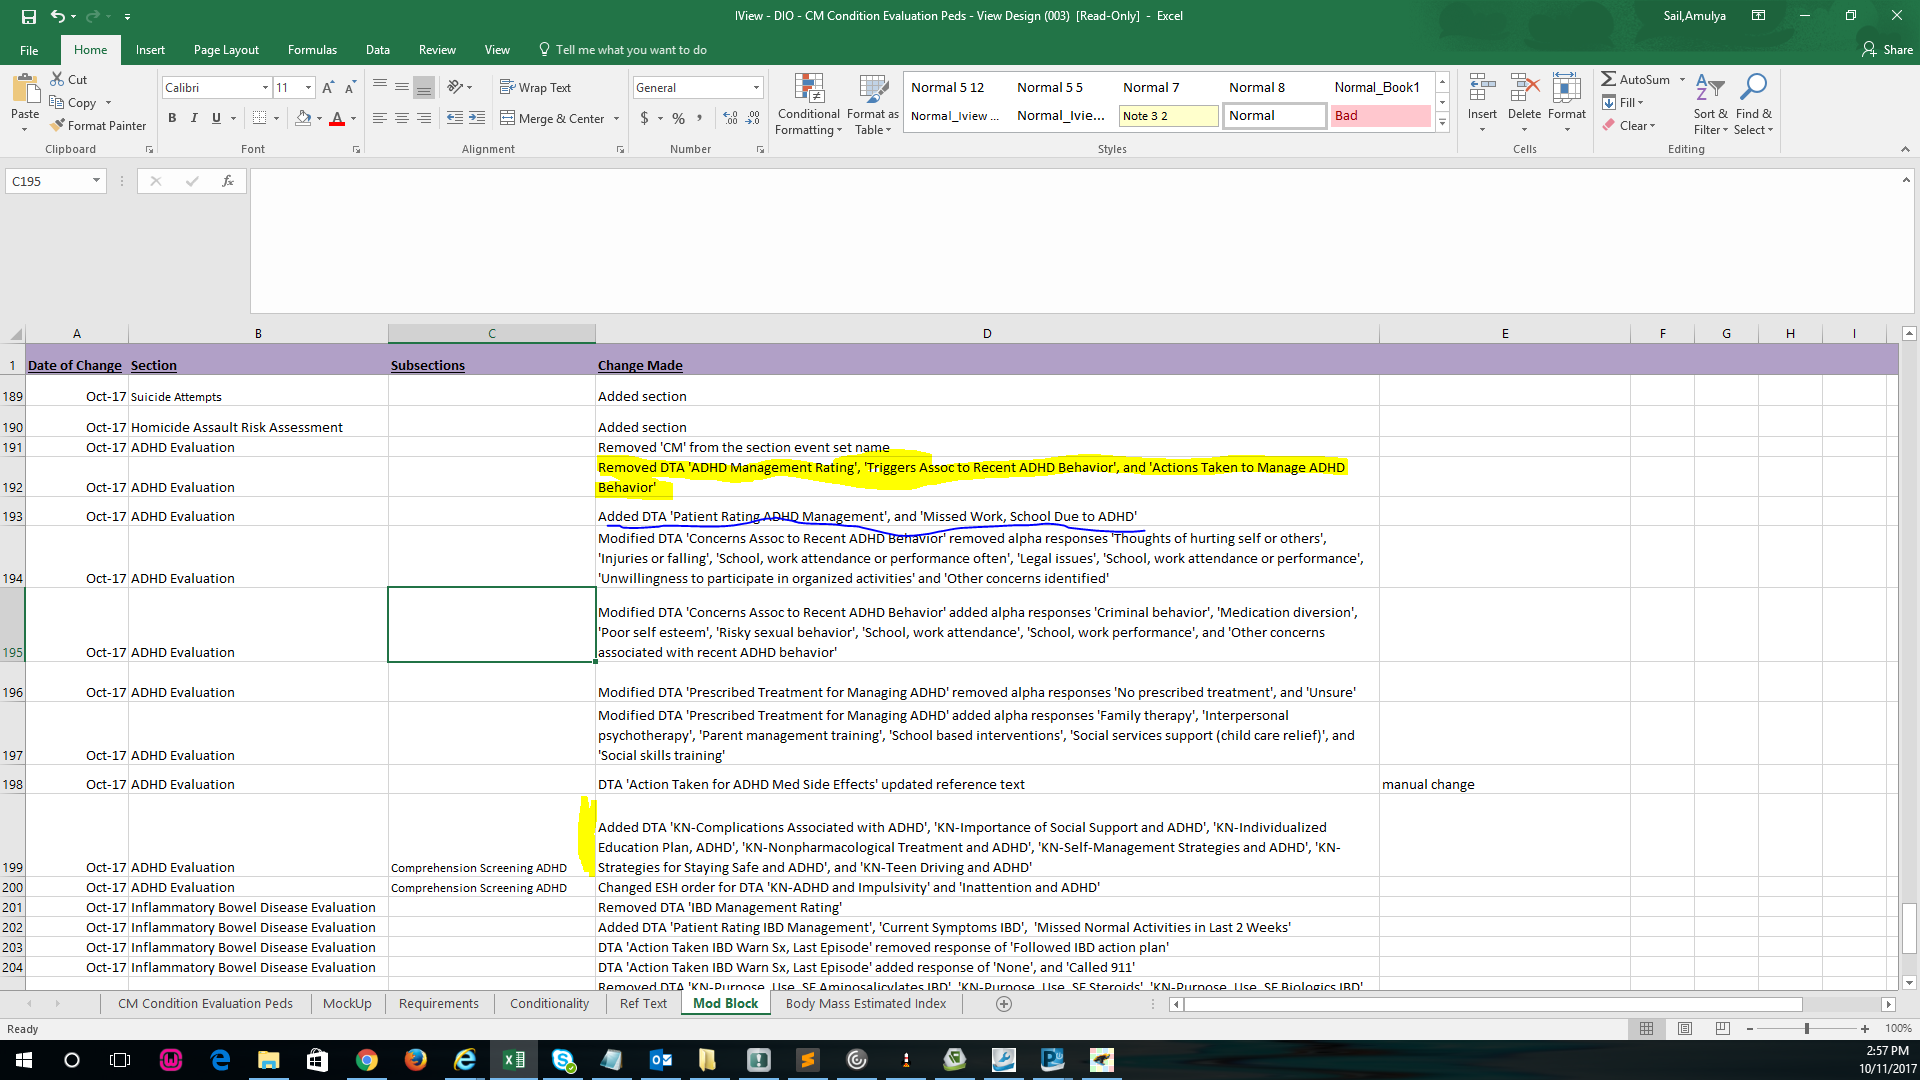 IView - DIO - CM Condition Evaluation Peds - View Design (003)  [Read-Only]  -  Excel
Sail,Amulya
File
Home
Insert
Page Layout
Formulas
Data
Review
View
Tell me what you want to do
Share
Paste
Cut
Copy
Format Painter
Clipboard
Calibri
11
B I U
Font
Wrap Text
Merge & Center
Alignment
General
$ % ,
Number
Conditional Formatting
Format as Table
Normal 5 12
Normal 5 5
Normal 7
Normal 8
Normal_Book1
Normal_Iview ...
Normal_Ivie...
Note 3 2
Normal
Bad
Styles
Insert
Delete
Format
Cells
AutoSum
Fill
Clear
Sort & Filter
Find & Select
Editing
C195
fx
A B C D E F G H I
1 Date of Change Section Subsections Change Made
189 Oct-17 Suicide Attempts Added section
190 Oct-17 Homicide Assault Risk Assessment Added section
191 Oct-17 ADHD Evaluation Removed 'CM' from the section event set name
Removed DTA 'ADHD Management Rating', 'Triggers Assoc to Recent ADHD Behavior', and 'Actions Taken to Manage ADHD
192 Oct-17 ADHD Evaluation Behavior'
193 Oct-17 ADHD Evaluation Added DTA 'Patient Rating ADHD Management', and 'Missed Work, School Due to ADHD'
Modified DTA 'Concerns Assoc to Recent ADHD Behavior' removed alpha responses 'Thoughts of hurting self or others',
'Injuries or falling', 'School, work attendance or performance often', 'Legal issues', 'School, work attendance or performance',
194 Oct-17 ADHD Evaluation 'Unwillingness to participate in organized activities' and 'Other concerns identified'
Modified DTA 'Concerns Assoc to Recent ADHD Behavior' added alpha responses 'Criminal behavior', 'Medication diversion',
'Poor self esteem', 'Risky sexual behavior', 'School, work attendance', 'School, work performance', and 'Other concerns
195 Oct-17 ADHD Evaluation associated with recent ADHD behavior'
196 Oct-17 ADHD Evaluation Modified DTA 'Prescribed Treatment for Managing ADHD' removed alpha responses 'No prescribed treatment', and 'Unsure'
Modified DTA 'Prescribed Treatment for Managing ADHD' added alpha responses 'Family therapy', 'Interpersonal
psychotherapy', 'Parent management training', 'School based interventions', 'Social services support (child care relief)', and
197 Oct-17 ADHD Evaluation 'Social skills training'
198 Oct-17 ADHD Evaluation DTA 'Action Taken for ADHD Med Side Effects' updated reference text manual change
Added DTA 'KN-Complications Associated with ADHD', 'KN-Importance of Social Support and ADHD', 'KN-Individualized
Education Plan, ADHD', 'KN-Nonpharmacological Treatment and ADHD', 'KN-Self-Management Strategies and ADHD', 'KN-
199 Oct-17 ADHD Evaluation Comprehension Screening ADHD Strategies for Staying Safe and ADHD', and 'KN-Teen Driving and ADHD'
200 Oct-17 ADHD Evaluation Comprehension Screening ADHD Changed ESH order for DTA 'KN-ADHD and Impulsivity' and 'Inattention and ADHD'
201 Oct-17 Inflammatory Bowel Disease Evaluation Removed DTA 'IBD Management Rating'
202 Oct-17 Inflammatory Bowel Disease Evaluation Added DTA 'Patient Rating IBD Management', 'Current Symptoms IBD',  'Missed Normal Activities in Last 2 Weeks'
203 Oct-17 Inflammatory Bowel Disease Evaluation DTA 'Action Taken IBD Warn Sx, Last Episode' removed response of 'Followed IBD action plan'
204 Oct-17 Inflammatory Bowel Disease Evaluation DTA 'Action Taken IBD Warn Sx, Last Episode' added response of 'None', and 'Called 911'
Removed DTA 'KN-Purpose, Use, SE Aminosalicylates IBD', 'KN-Purpose, Use, SE Steroids', 'KN-Purpose, Use, SE Biologics IBD'
CM Condition Evaluation Peds
MockUp
Requirements
Conditionality
Ref Text
Mod Block
Body Mass Estimated Index
Ready
100%
2:57 PM
10/11/2017